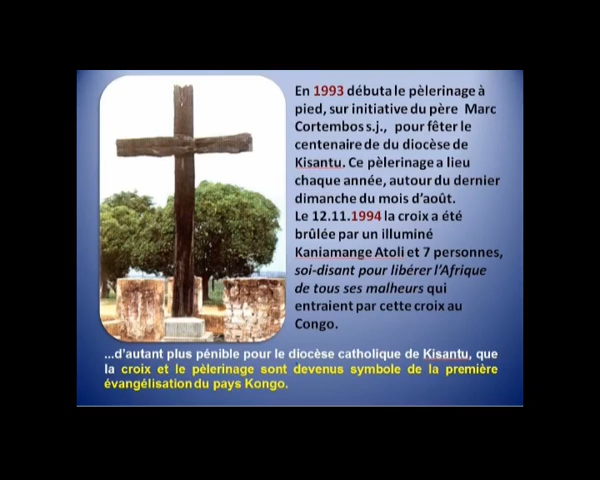 En 1993 débuta le pèlerinage à
pied, sur initiative du père Marc
Cortembos s.j., pour fêter le
centenaire de du diocèse de
Kisantu. Ce pèlerinage a lieu
chaque année, autour du dernier
dimanche du mois d'août.
Le 12.11.1994 la croix a été
brûlée par un illuminé
Kaniamange Atoli et 7 personnes,
soi-disant pour libérer l'Afrique
de tous ses malheurs qui
entraient par cette croix au
Congo.
...d'autant plus pénible pour le diocèse catholique de Kisantu, que
la croix et le pèlerinage sont devenus symbole de la première
évangélisation du pays Kongo.